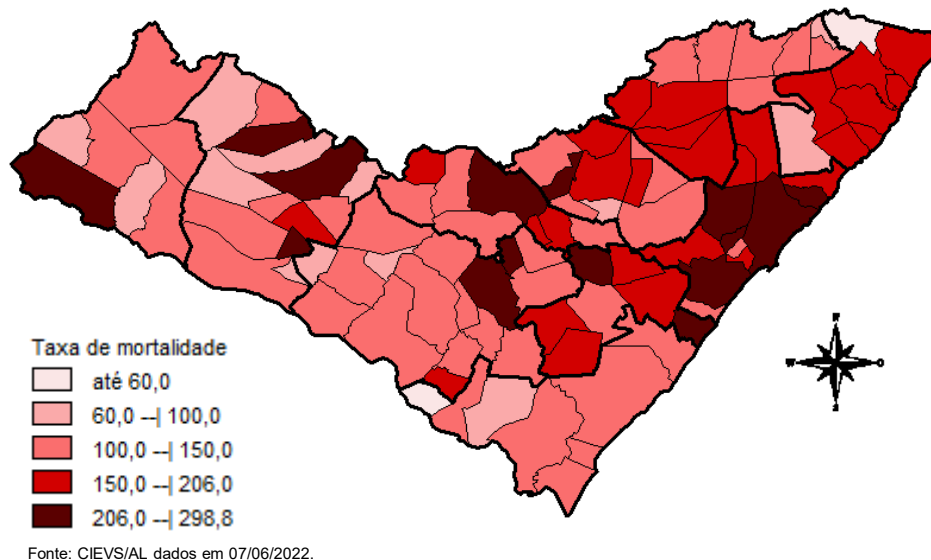 Taxa de mortalidade
até 60,0
60,0 --| 100,0
100,0 --| 150,0
150,0 --| 206,0
206,0 --| 298,8
N
W
O
S
Fonte: CIEVS/AL dados em 07/06/2022.